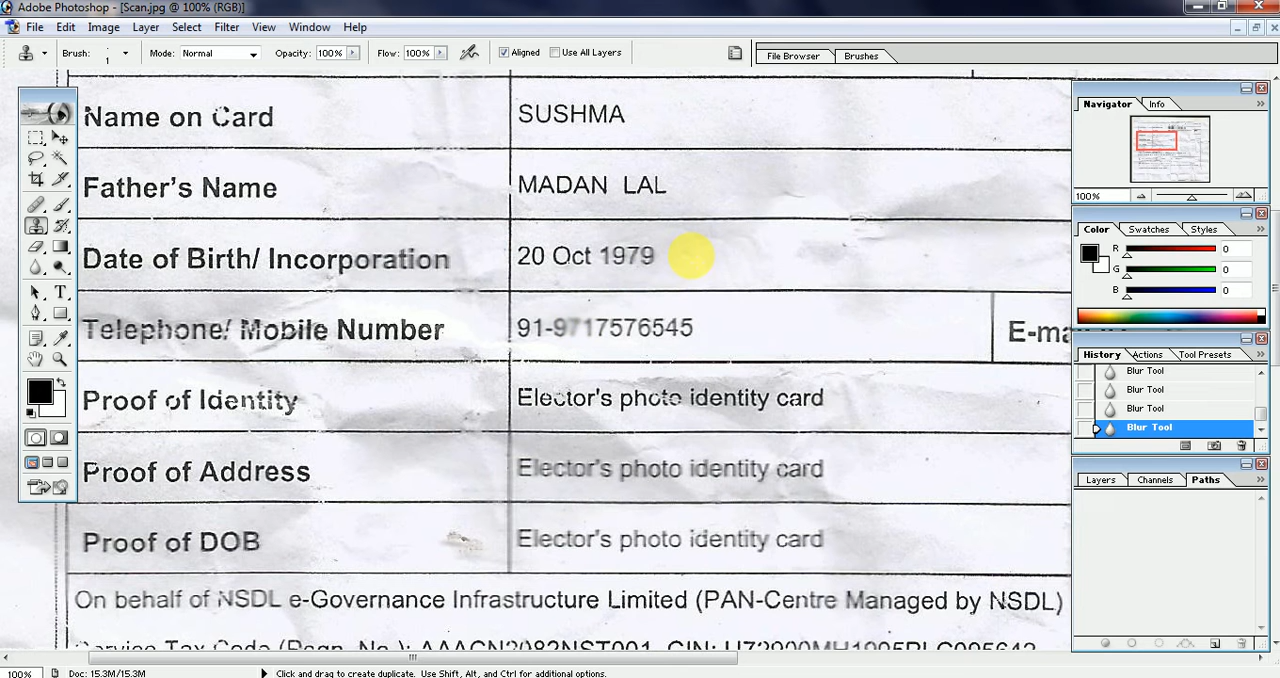 Adobe Photoshop - [Scan.jpg @ 100% (RGB)]
File Edit Image Layer Select Filter View Window Help
Brush: 1 Mode: Normal Opacity: 100% Flow: 100% Aligned Use All Layers File Browser Brushes
Name on Card SUSHMA
Father's Name MADAN LAL
Date of Birth/ Incorporation 20 Oct 1979
Telephone/ Mobile Number 91-9717576545
Proof of Identity Elector's photo identity card
Proof of Address Elector's photo identity card
Proof of DOB Elector's photo identity card
On behalf of NSDL e-Governance Infrastructure Limited (PAN-Centre Managed by NSDL)
Navigator Info
100%
Color Swatches Styles
R 0
G 0
B 0
History Actions Tool Presets
Blur Tool
Blur Tool
Blur Tool
Blur Tool
Layers Channels Paths
100% Doc: 15.3M/15.3M Click and drag to create duplicate. Use Shift, Alt, and Ctrl for additional options.